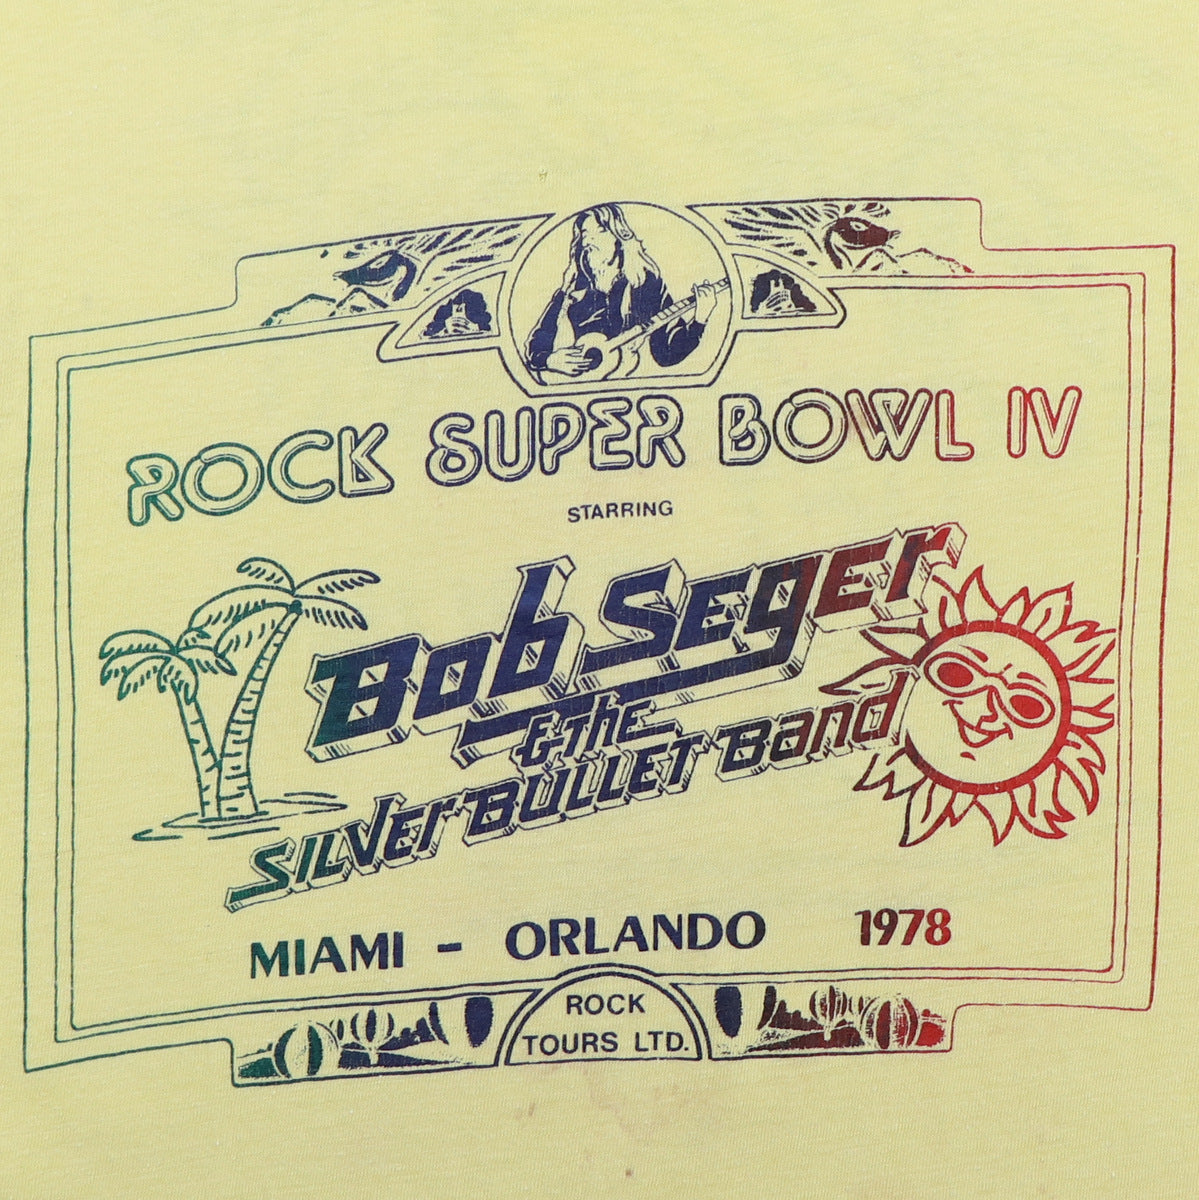 ROCK SUPER BOWL IV
STARRING
Bob Seger
& The
Silver Bullet Band
MIAMI - ORLANDO 1978
ROCK
TOURS LTD.